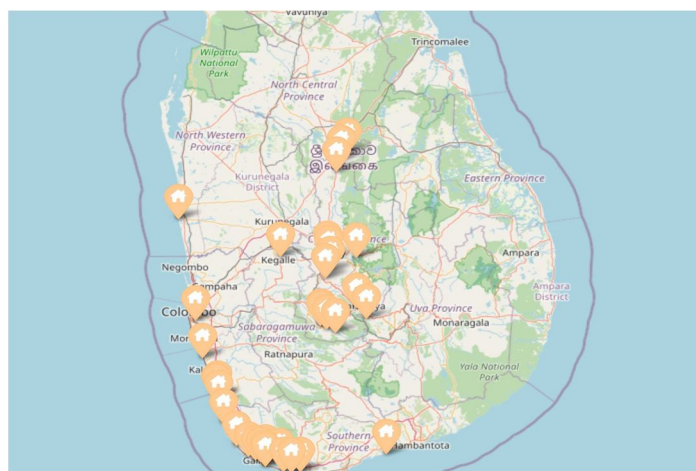 Vavuniya
Trincomalee
Wilpattu
National
Park
North Central
Province
North Western
Province
Kurunegala
District
Eastern Province
Kurunegala
Kegalle
Ampara
Negombo
Gampaha
Ampara
District
Colombo
Uva Province
Monaragala
Sabaragamuwa
Province
Ratnapura
Yala National
Park
Southern
Province
Hambantota